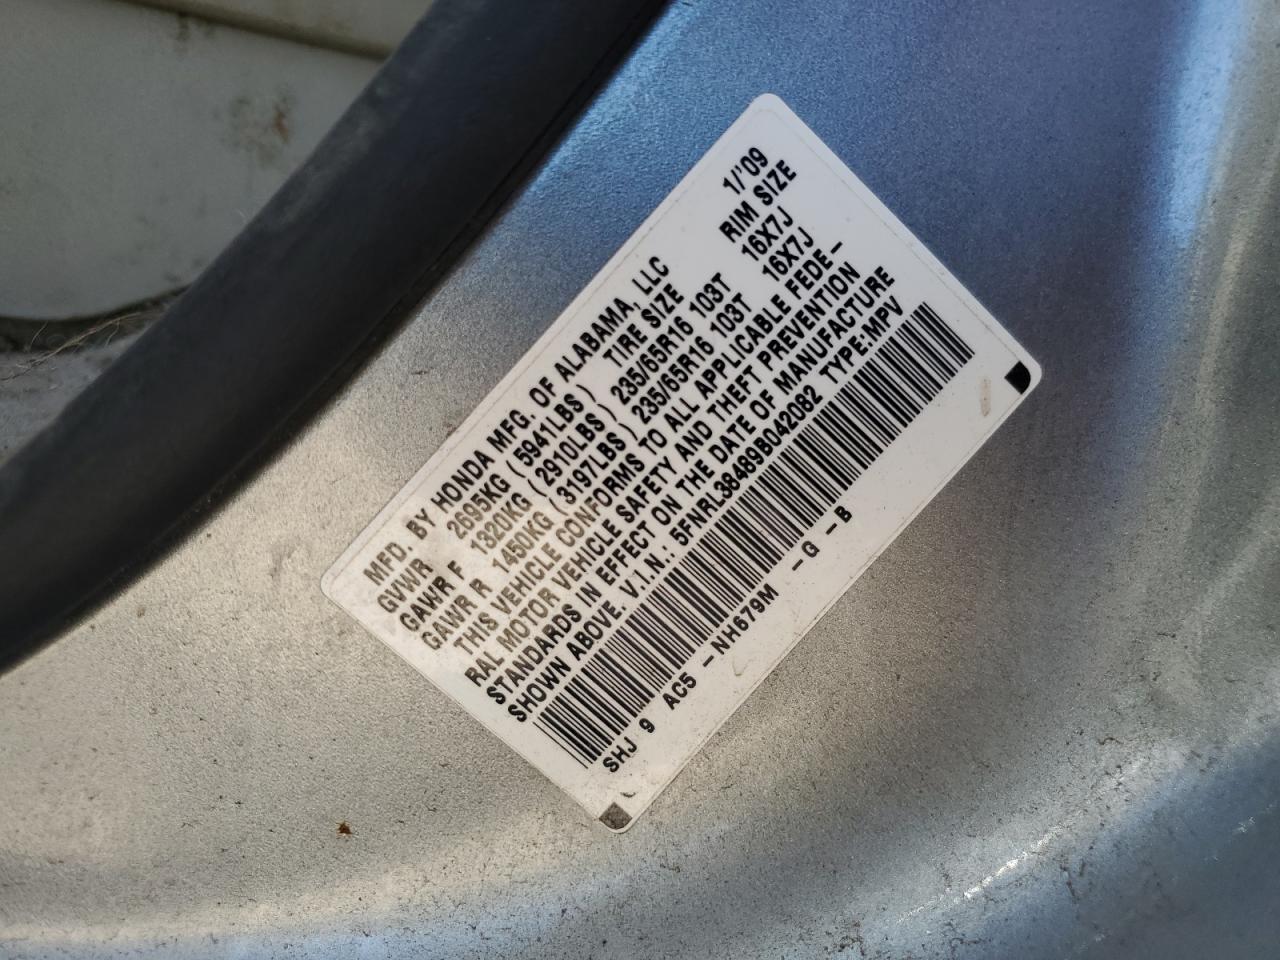 MFD. BY HONDA MFG. OF ALABAMA, LLC 1/'09
GVWR 2695KG (5941LBS) TIRE SIZE RIM SIZE
GAWR F 1320KG (2910LBS) 235/65R16 103T 16X7J
GAWR R 1450KG (3197LBS) 235/65R16 103T 16X7J
THIS VEHICLE CONFORMS TO ALL APPLICABLE FEDE-
RAL MOTOR VEHICLE SAFETY AND THEFT PREVENTION
STANDARDS IN EFFECT ON THE DATE OF MANUFACTURE
SHOWN ABOVE. V.I.N.: 5FNRL38489B042082 TYPE:MPV
SHJ 9 AC5 -NH679M -G -B